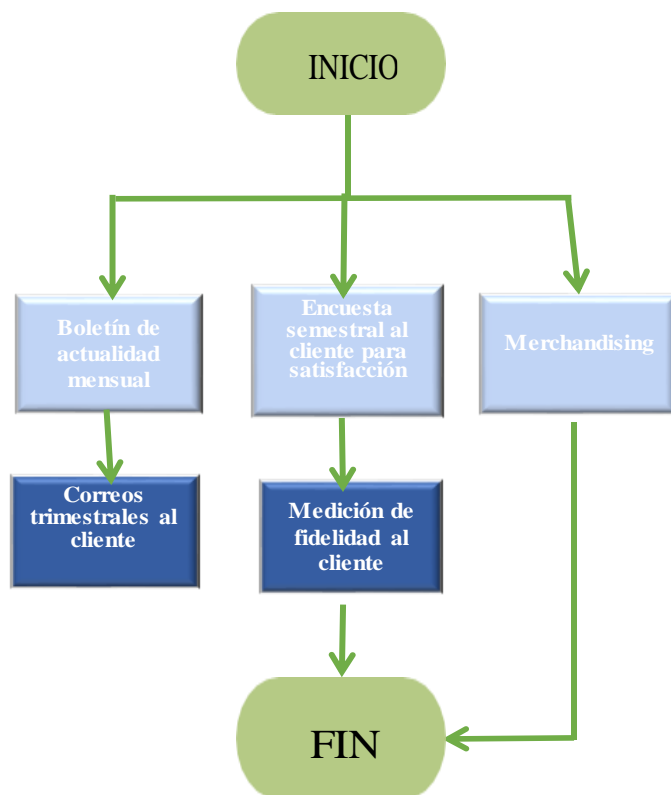 INICIO
Boletín de
actualidad
mensual
Encuesta
semestral al
cliente para
satisfacción
Merchandising
Correos
trimestrales al
cliente
Medición de
fidelidad al
cliente
FIN